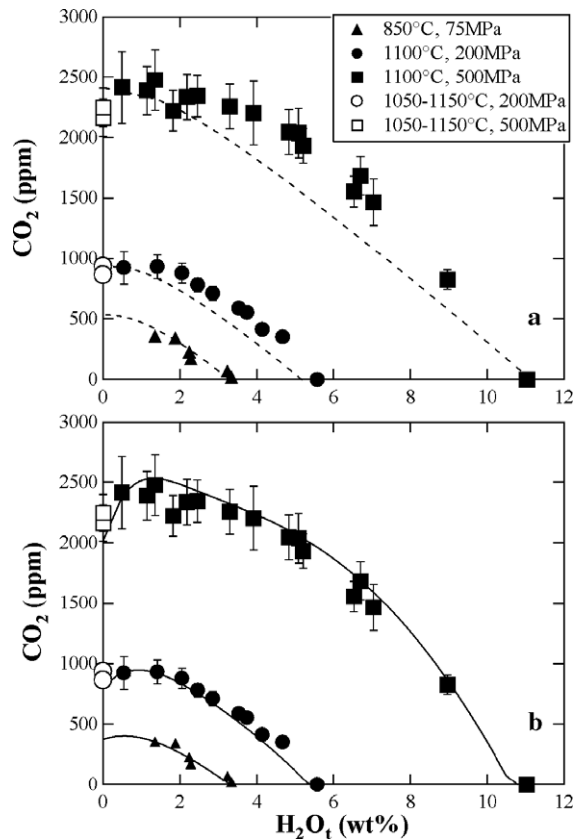 850°C, 75MPa
1100°C, 200MPa
1100°C, 500MPa
1050-1150°C, 200MPa
1050-1150°C, 500MPa
3000
2500
2000
1500
1000
500
0
CO₂ (ppm)
a
0 2 4 6 8 10 12
3000
2500
2000
1500
1000
500
0
CO₂ (ppm)
b
0 2 4 6 8 10 12
H₂Oₜ (wt%)